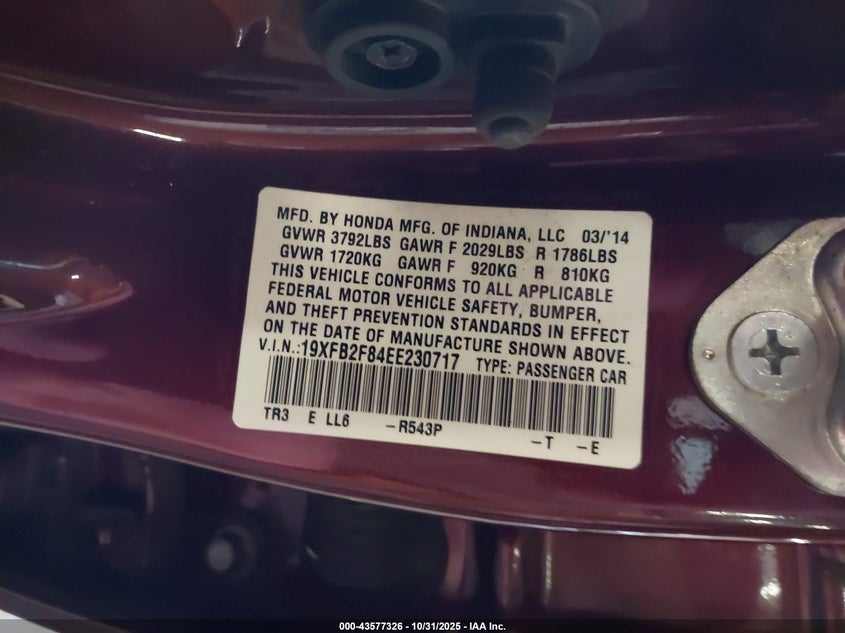 MFD. BY HONDA MFG. OF INDIANA, LLC 03/'14
GVWR 3792LBS GAWR F 2029LBS R 1786LBS
GVWR 1720KG GAWR F 920KG R 810KG
THIS VEHICLE CONFORMS TO ALL APPLICABLE
FEDERAL MOTOR VEHICLE SAFETY, BUMPER,
AND THEFT PREVENTION STANDARDS IN EFFECT
ON THE DATE OF MANUFACTURE SHOWN ABOVE.
V.I.N.:19XFB2F84EE230717 TYPE: PASSENGER CAR
TR3 E LL6 -R543P -T -E
000-43577326 - 10/31/2025 - IAA Inc.